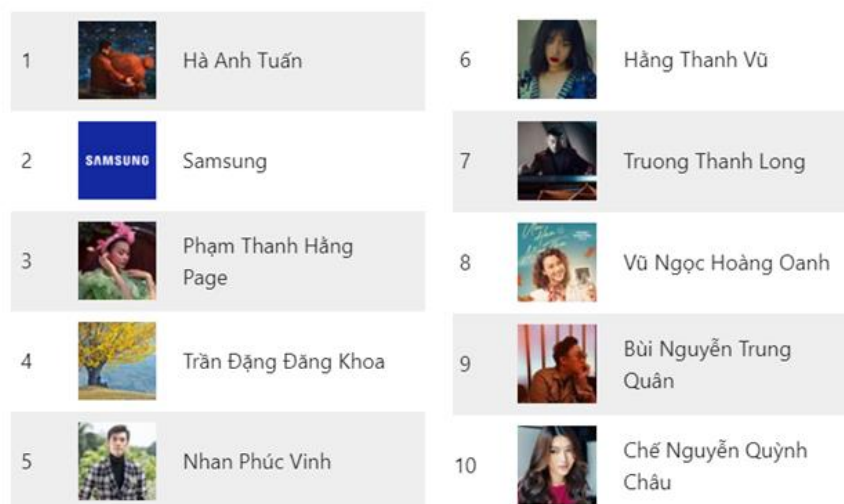 1
Hà Anh Tuấn
2
SAMSUNG
Samsung
3
Phạm Thanh Hằng
Page
4
Trần Đặng Đăng Khoa
5
Nhan Phúc Vinh
6
Hằng Thanh Vũ
7
Truong Thanh Long
8
Vũ Ngọc Hoàng Oanh
9
Bùi Nguyễn Trung
Quân
10
Chế Nguyễn Quỳnh
Châu